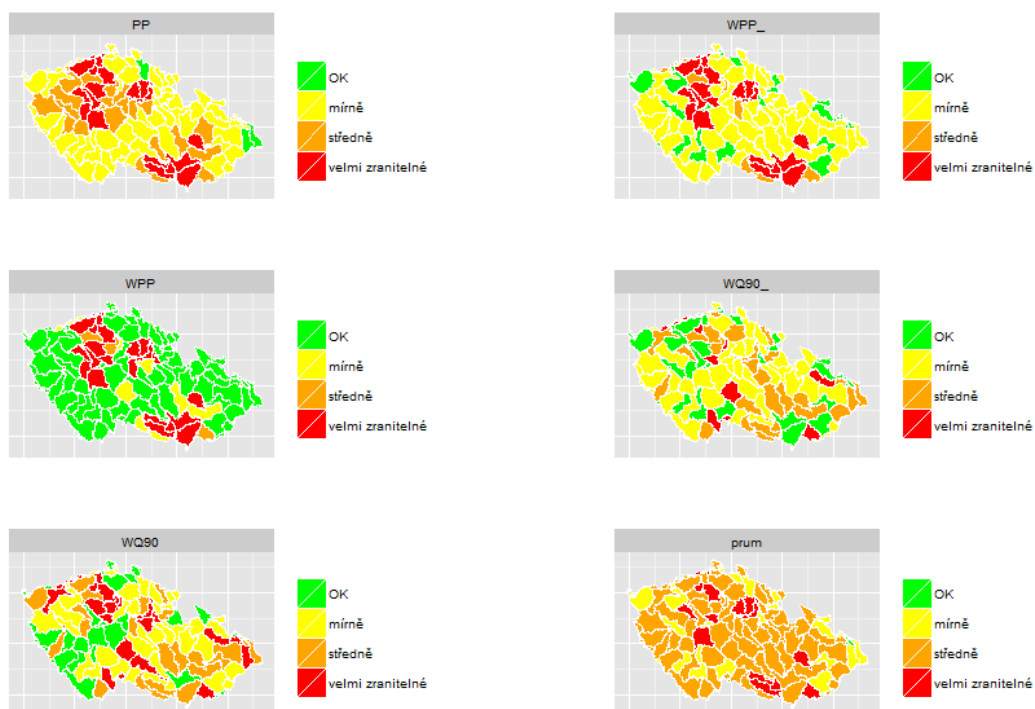 PP
OK
mírně
středně
velmi zranitelné
WPP_
OK
mírně
středně
velmi zranitelné
WPP
OK
mírně
středně
velmi zranitelné
WQ90_
OK
mírně
středně
velmi zranitelné
WQ90
OK
mírně
středně
velmi zranitelné
prum
OK
mírně
středně
velmi zranitelné